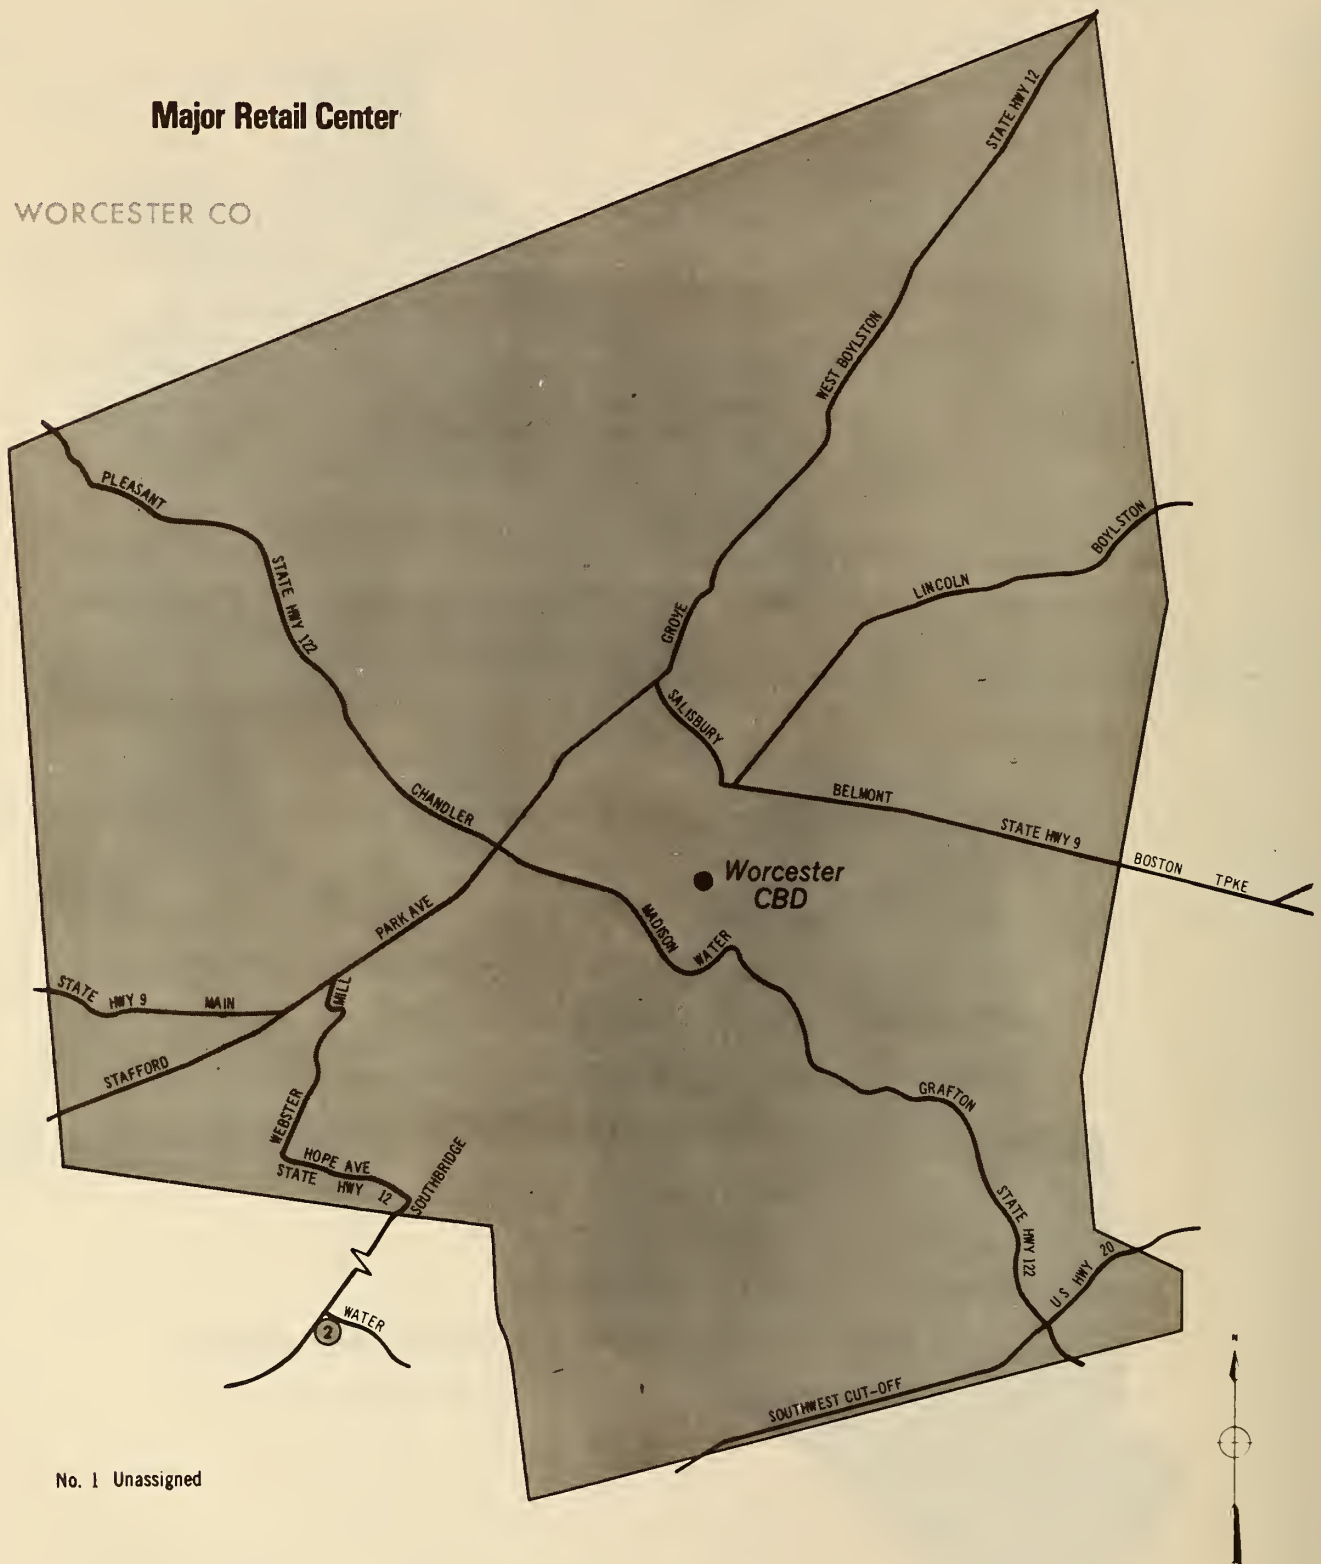 Major Retail Center
WORCESTER CO
STATE HWY 12
WEST BOYLSTON
PLEASANT
STATE HWY 122
BOYLSTON
LINCOLN
GROVE
SALISBURY
CHANDLER
BELMONT
STATE HWY 9
BOSTON TPKE
Worcester
CBD
PARK AVE
MADISON
WATER
STATE HWY 9 MAIN
MILL
STAFFORD
WEBSTER
GRAFTON
HOPE AVE
STATE HWY 12
SOUTHBRIDGE
STATE HWY 122
US HWY 20
WATER
2
N
SOUTHWEST CUT-OFF
No. 1 Unassigned